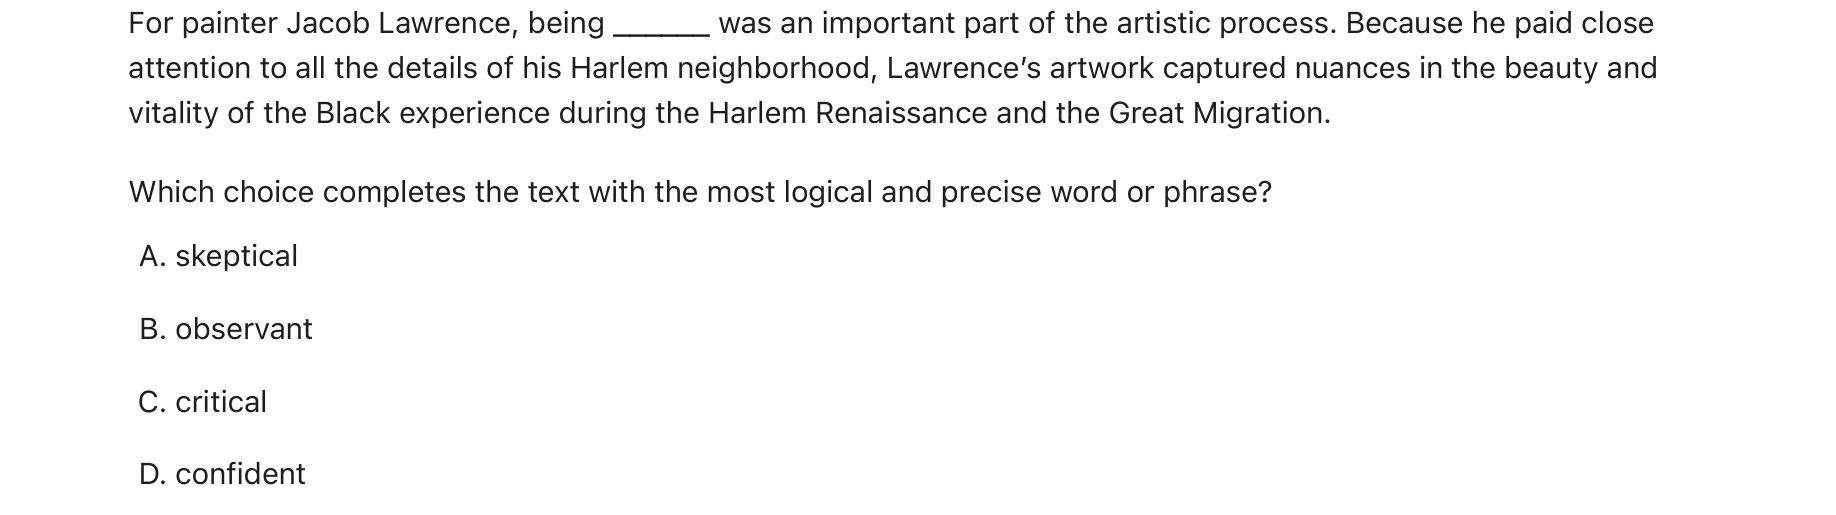 For painter Jacob Lawrence, being ______ was an important part of the artistic process. Because he paid close
attention to all the details of his Harlem neighborhood, Lawrence’s artwork captured nuances in the beauty and
vitality of the Black experience during the Harlem Renaissance and the Great Migration.
Which choice completes the text with the most logical and precise word or phrase?
A. skeptical
B. observant
C. critical
D. confident